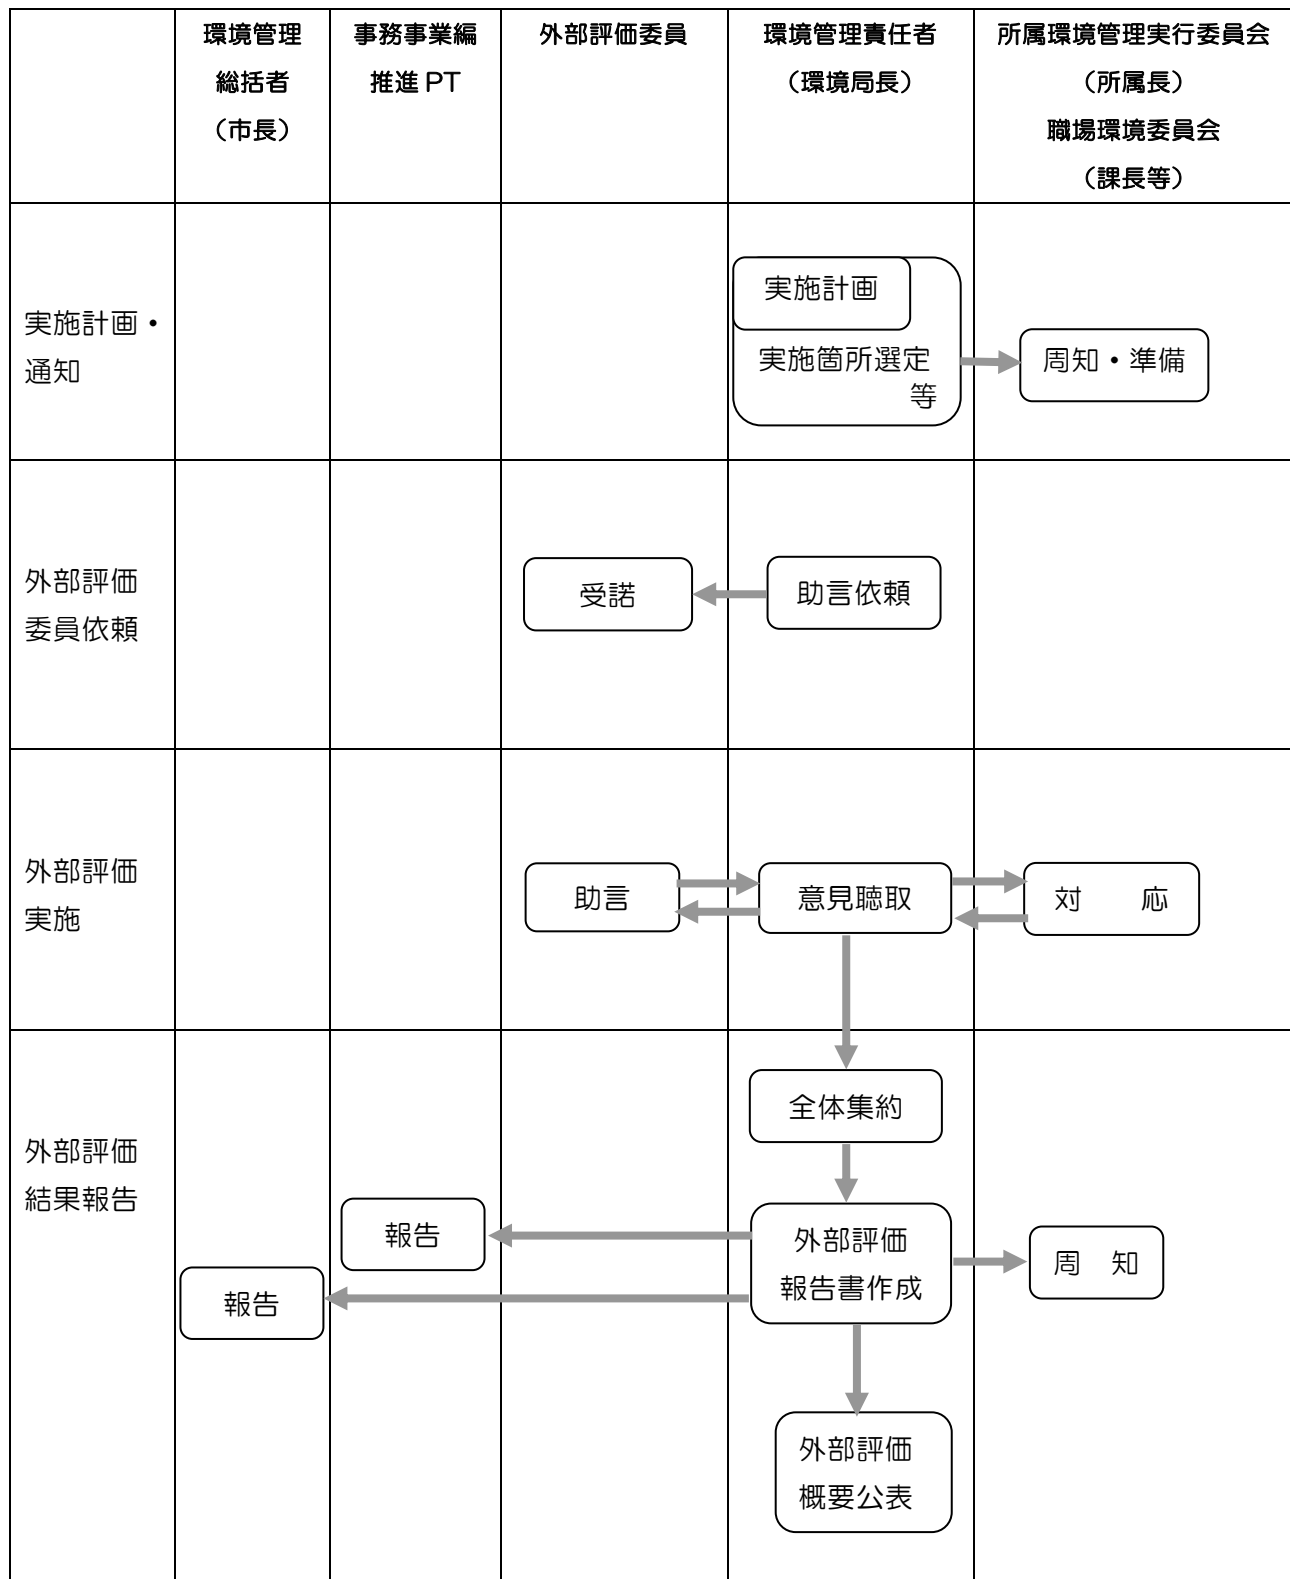 環境管理
総括者
（市長）
事務事業編
推進 PT
外部評価委員
環境管理責任者
（環境局長）
所属環境管理実行委員会
（所属長）
職場環境委員会
（課長等）
実施計画・
通知
実施計画
実施箇所選定
等
周知・準備
外部評価
委員依頼
受諾
助言依頼
外部評価
実施
助言
意見聴取
対　　応
外部評価
結果報告
全体集約
報告
報告
外部評価
報告書作成
周　知
外部評価
概要公表